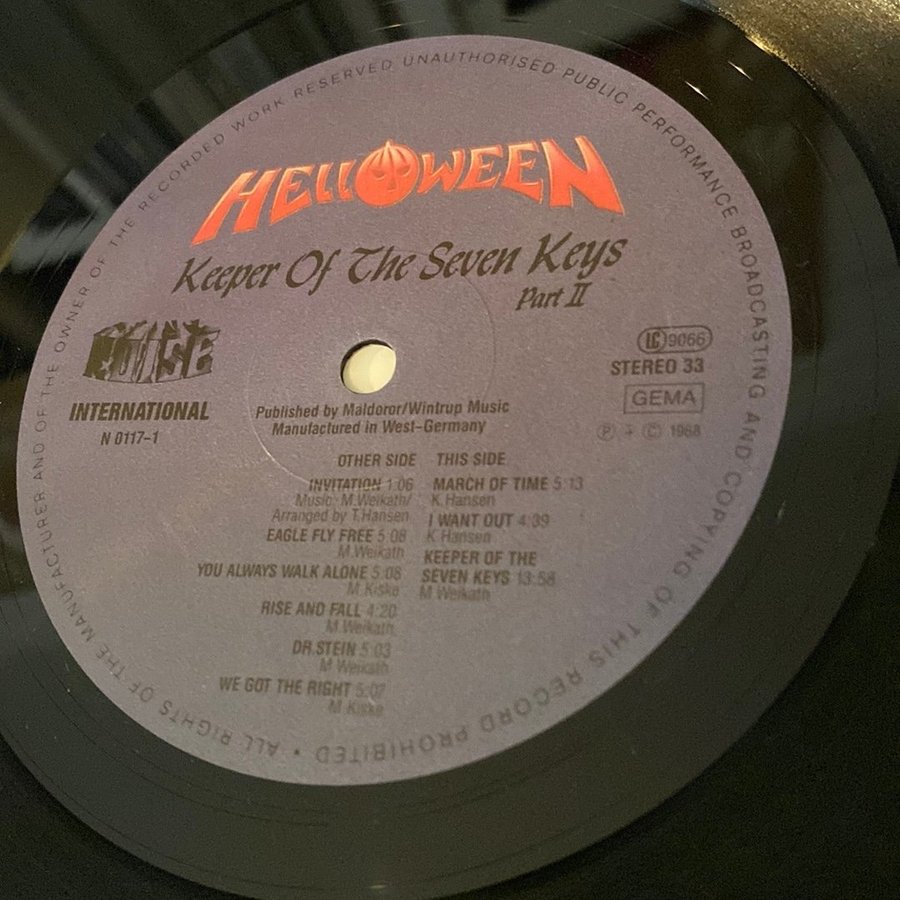 ALL RIGHTS OF THE MANUFACTURER AND OF THE OWNER OF THE RECORDED WORK RESERVED UNAUTHORISED PUBLIC PERFORMANCE BROADCASTING AND COPYING OF THIS RECORD PROHIBITED •
HELLOWEEN
Keeper Of The Seven Keys
Part II
NOISE
INTERNATIONAL
N 0117-1
LC 9066
STEREO 33
GEMA
Ⓟ + © 1988
Published by Maldoror/Wintrup Music
Manufactured in West-Germany
OTHER SIDE
INVITATION 1:06
Music: M.Weikath/
Arranged by T.Hansen
EAGLE FLY FREE 5:08
M.Weikath
YOU ALWAYS WALK ALONE 5:08
M.Kiske
RISE AND FALL 4:20
M.Weikath
DR.STEIN 5:03
M.Weikath
WE GOT THE RIGHT 5:07
M.Kiske
THIS SIDE
MARCH OF TIME 5:13
K.Hansen
I WANT OUT 4:39
K.Hansen
KEEPER OF THE
SEVEN KEYS 13:58
M.Weikath